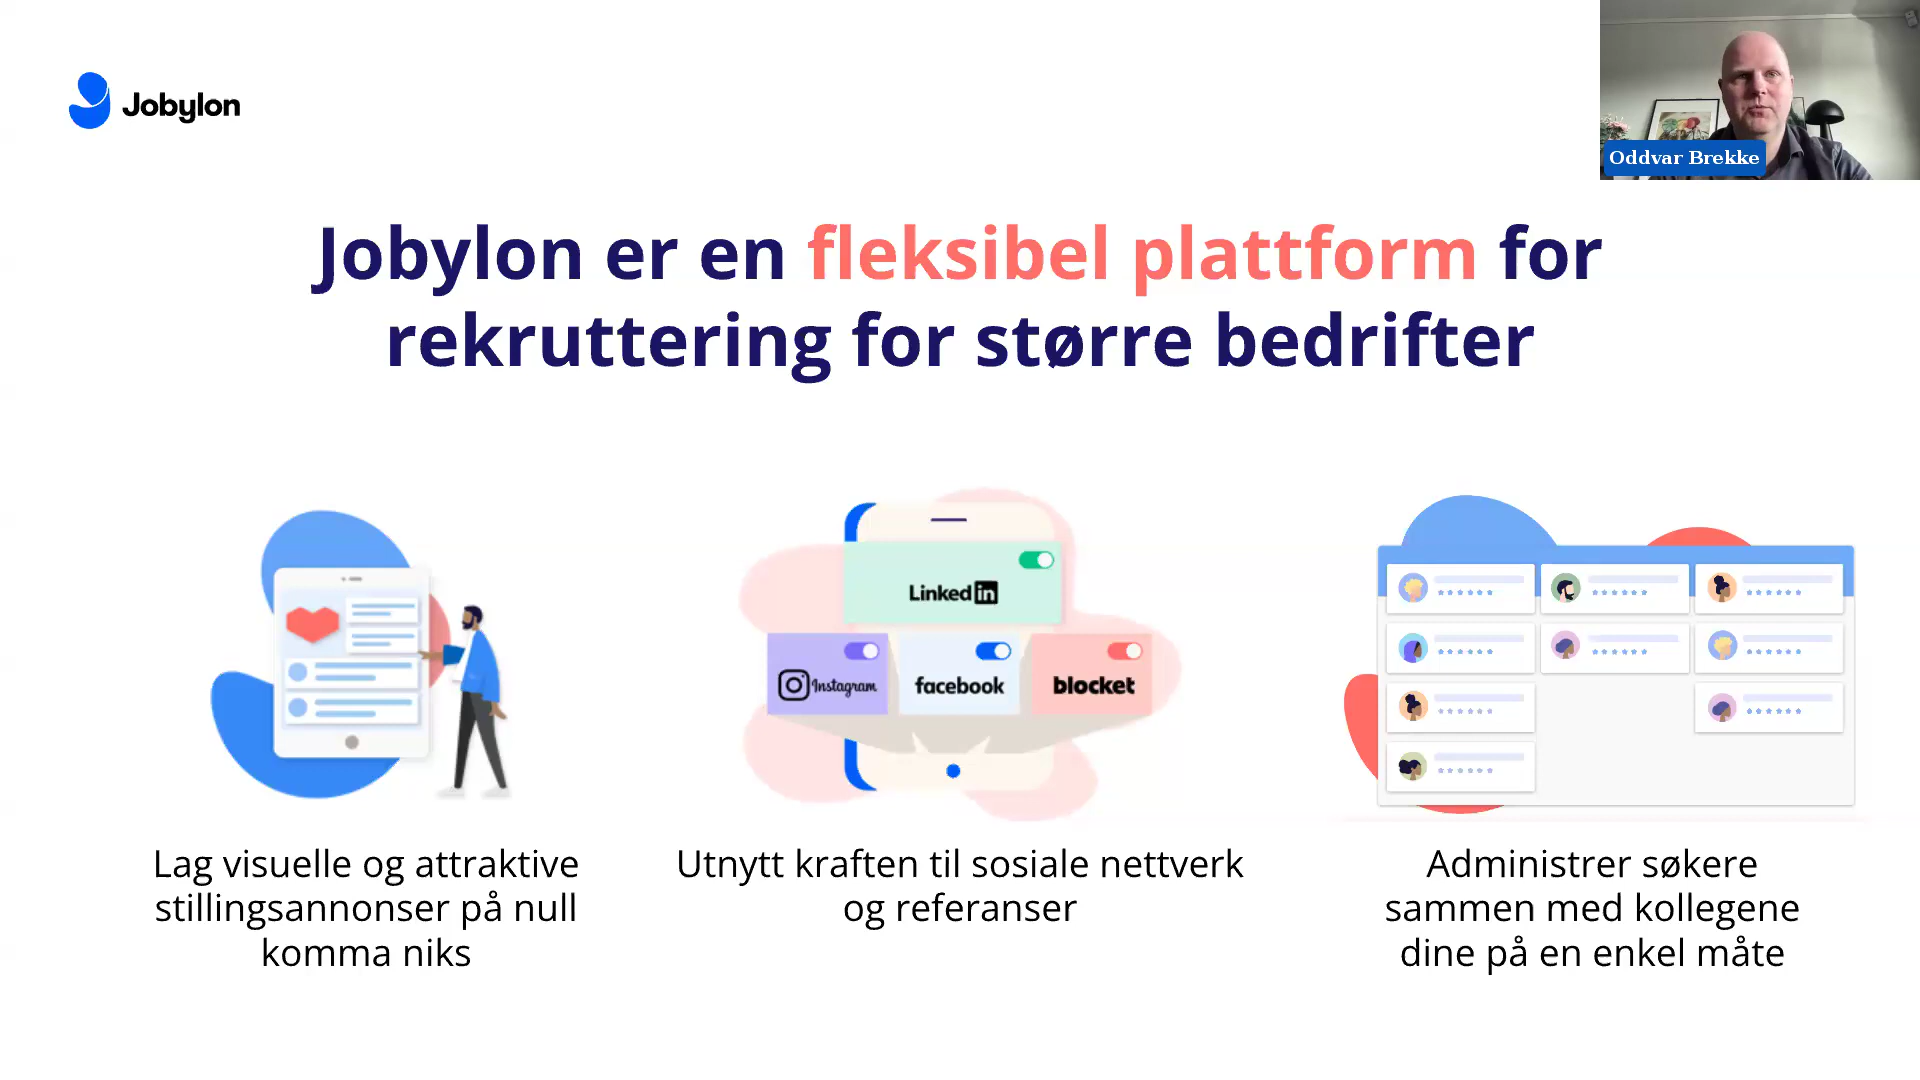 Jobylon
Oddvar Brekke
Jobylon er en fleksibel plattform for
rekruttering for større bedrifter
Linkedin
Instagram
facebook
blocket
Lag visuelle og attraktive
stillingsannonser på null
komma niks
Utnytt kraften til sosiale nettverk
og referanser
Administrer søkere
sammen med kollegene
dine på en enkel måte